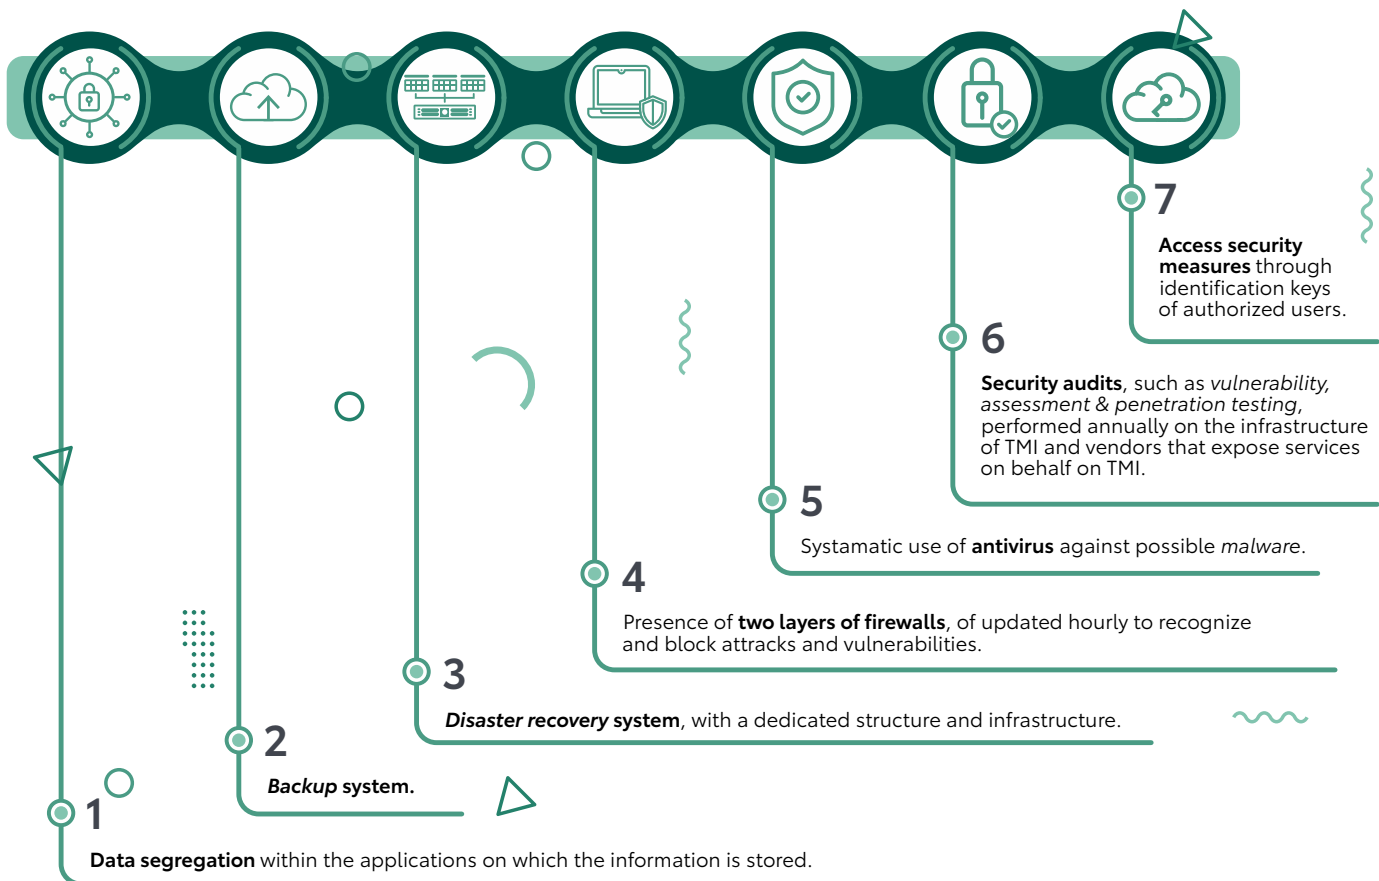 7
Access security
measures through
identification keys
of authorized users.
6
Security audits, such as vulnerability,
assessment & penetration testing,
performed annually on the infrastructure
of TMI and vendors that expose services
on behalf on TMI.
5
Systamatic use of antivirus against possible malware.
4
Presence of two layers of firewalls, of updated hourly to recognize
and block attacks and vulnerabilities.
3
Disaster recovery system, with a dedicated structure and infrastructure.
2
Backup system.
1
Data segregation within the applications on which the information is stored.